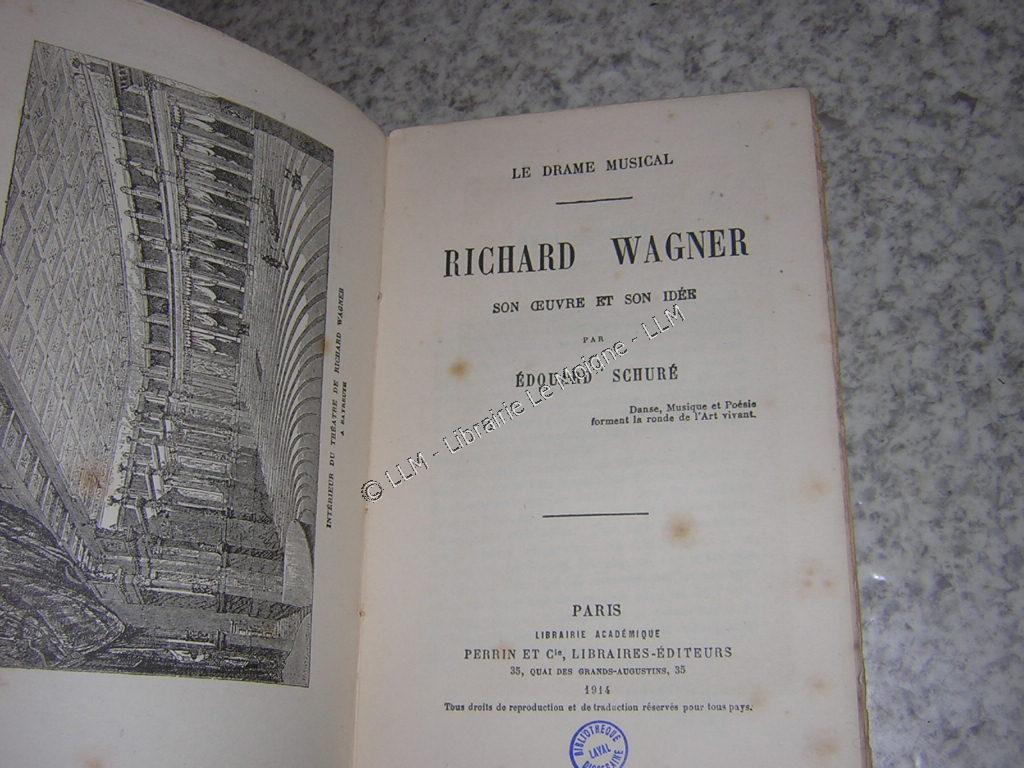 INTÉRIEUR DU THÉATRE DE RICHARD WAGNER
A BAYREUTH
LE DRAME MUSICAL
RICHARD WAGNER
SON ŒUVRE ET SON IDÉE
PAR
ÉDOUARD SCHURÉ
Danse, Musique et Poésie
forment la ronde de l'Art vivant.
© LLM - Librairie Le Moigne - LLM
PARIS
LIBRAIRIE ACADÉMIQUE
PERRIN ET Cie, LIBRAIRES-ÉDITEURS
35, QUAI DES GRANDS-AUGUSTINS, 35
1914
Tous droits de reproduction et de traduction réservés pour tous pays.
BIBLIOTHEQUE
LAVAL
DIOCESAINE